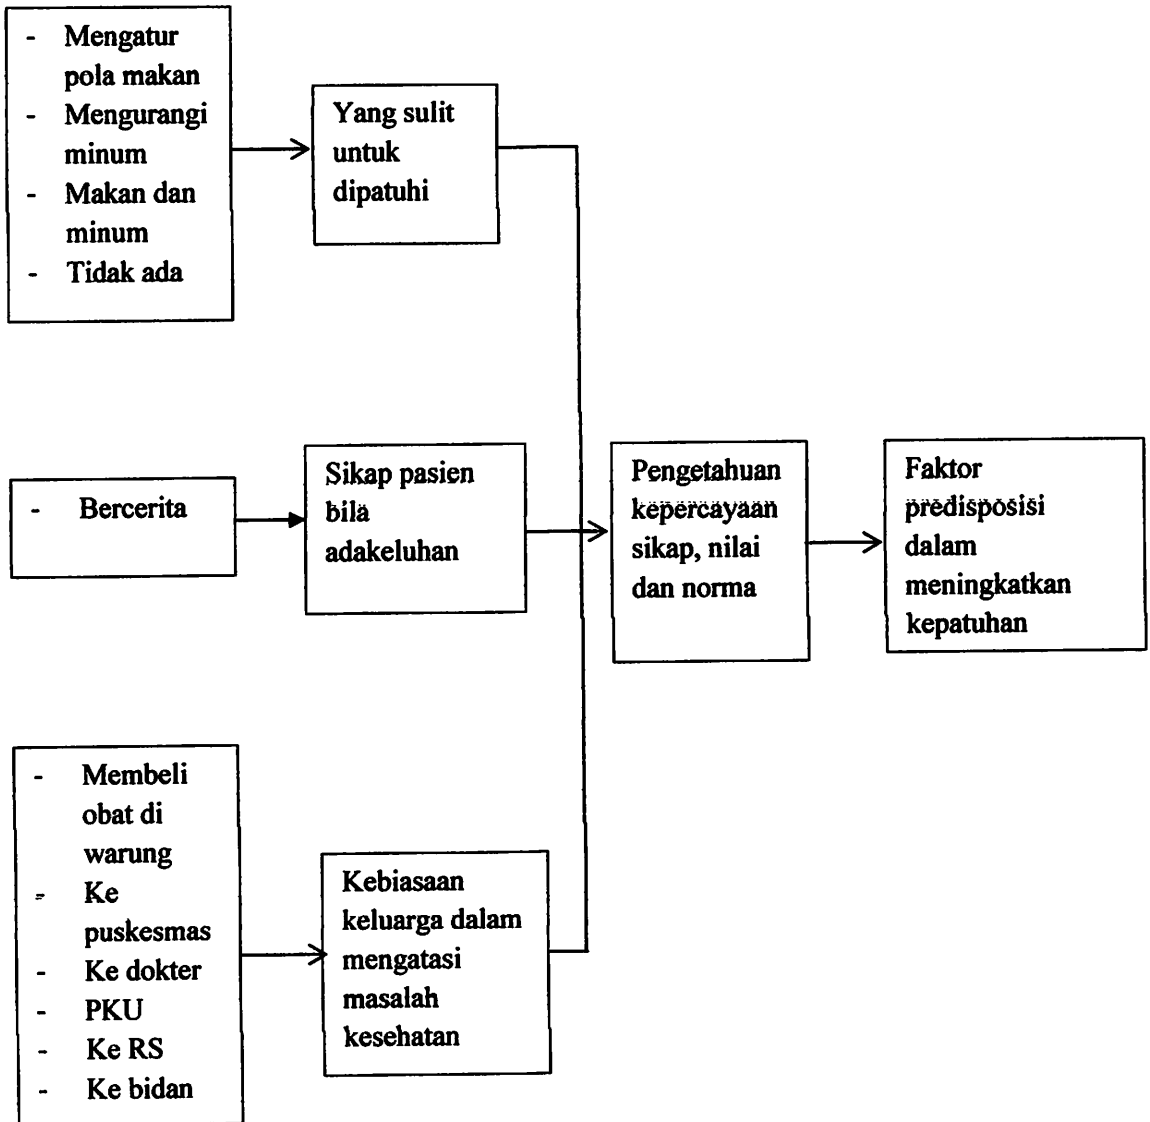 - Mengatur
pola makan
- Mengurangi
minum
- Makan dan
minum
- Tidak ada
Yang sulit
untuk
dipatuhi
- Bercerita
Sikap pasien
bila
adakeluhan
Pengetahuan
kepercayaan
sikap, nilai
dan norma
Faktor
predisposisi
dalam
meningkatkan
kepatuhan
- Membeli
obat di
warung
- Ke
puskesmas
- Ke dokter
- PKU
- Ke RS
- Ke bidan
Kebiasaan
keluarga dalam
mengatasi
masalah
kesehatan